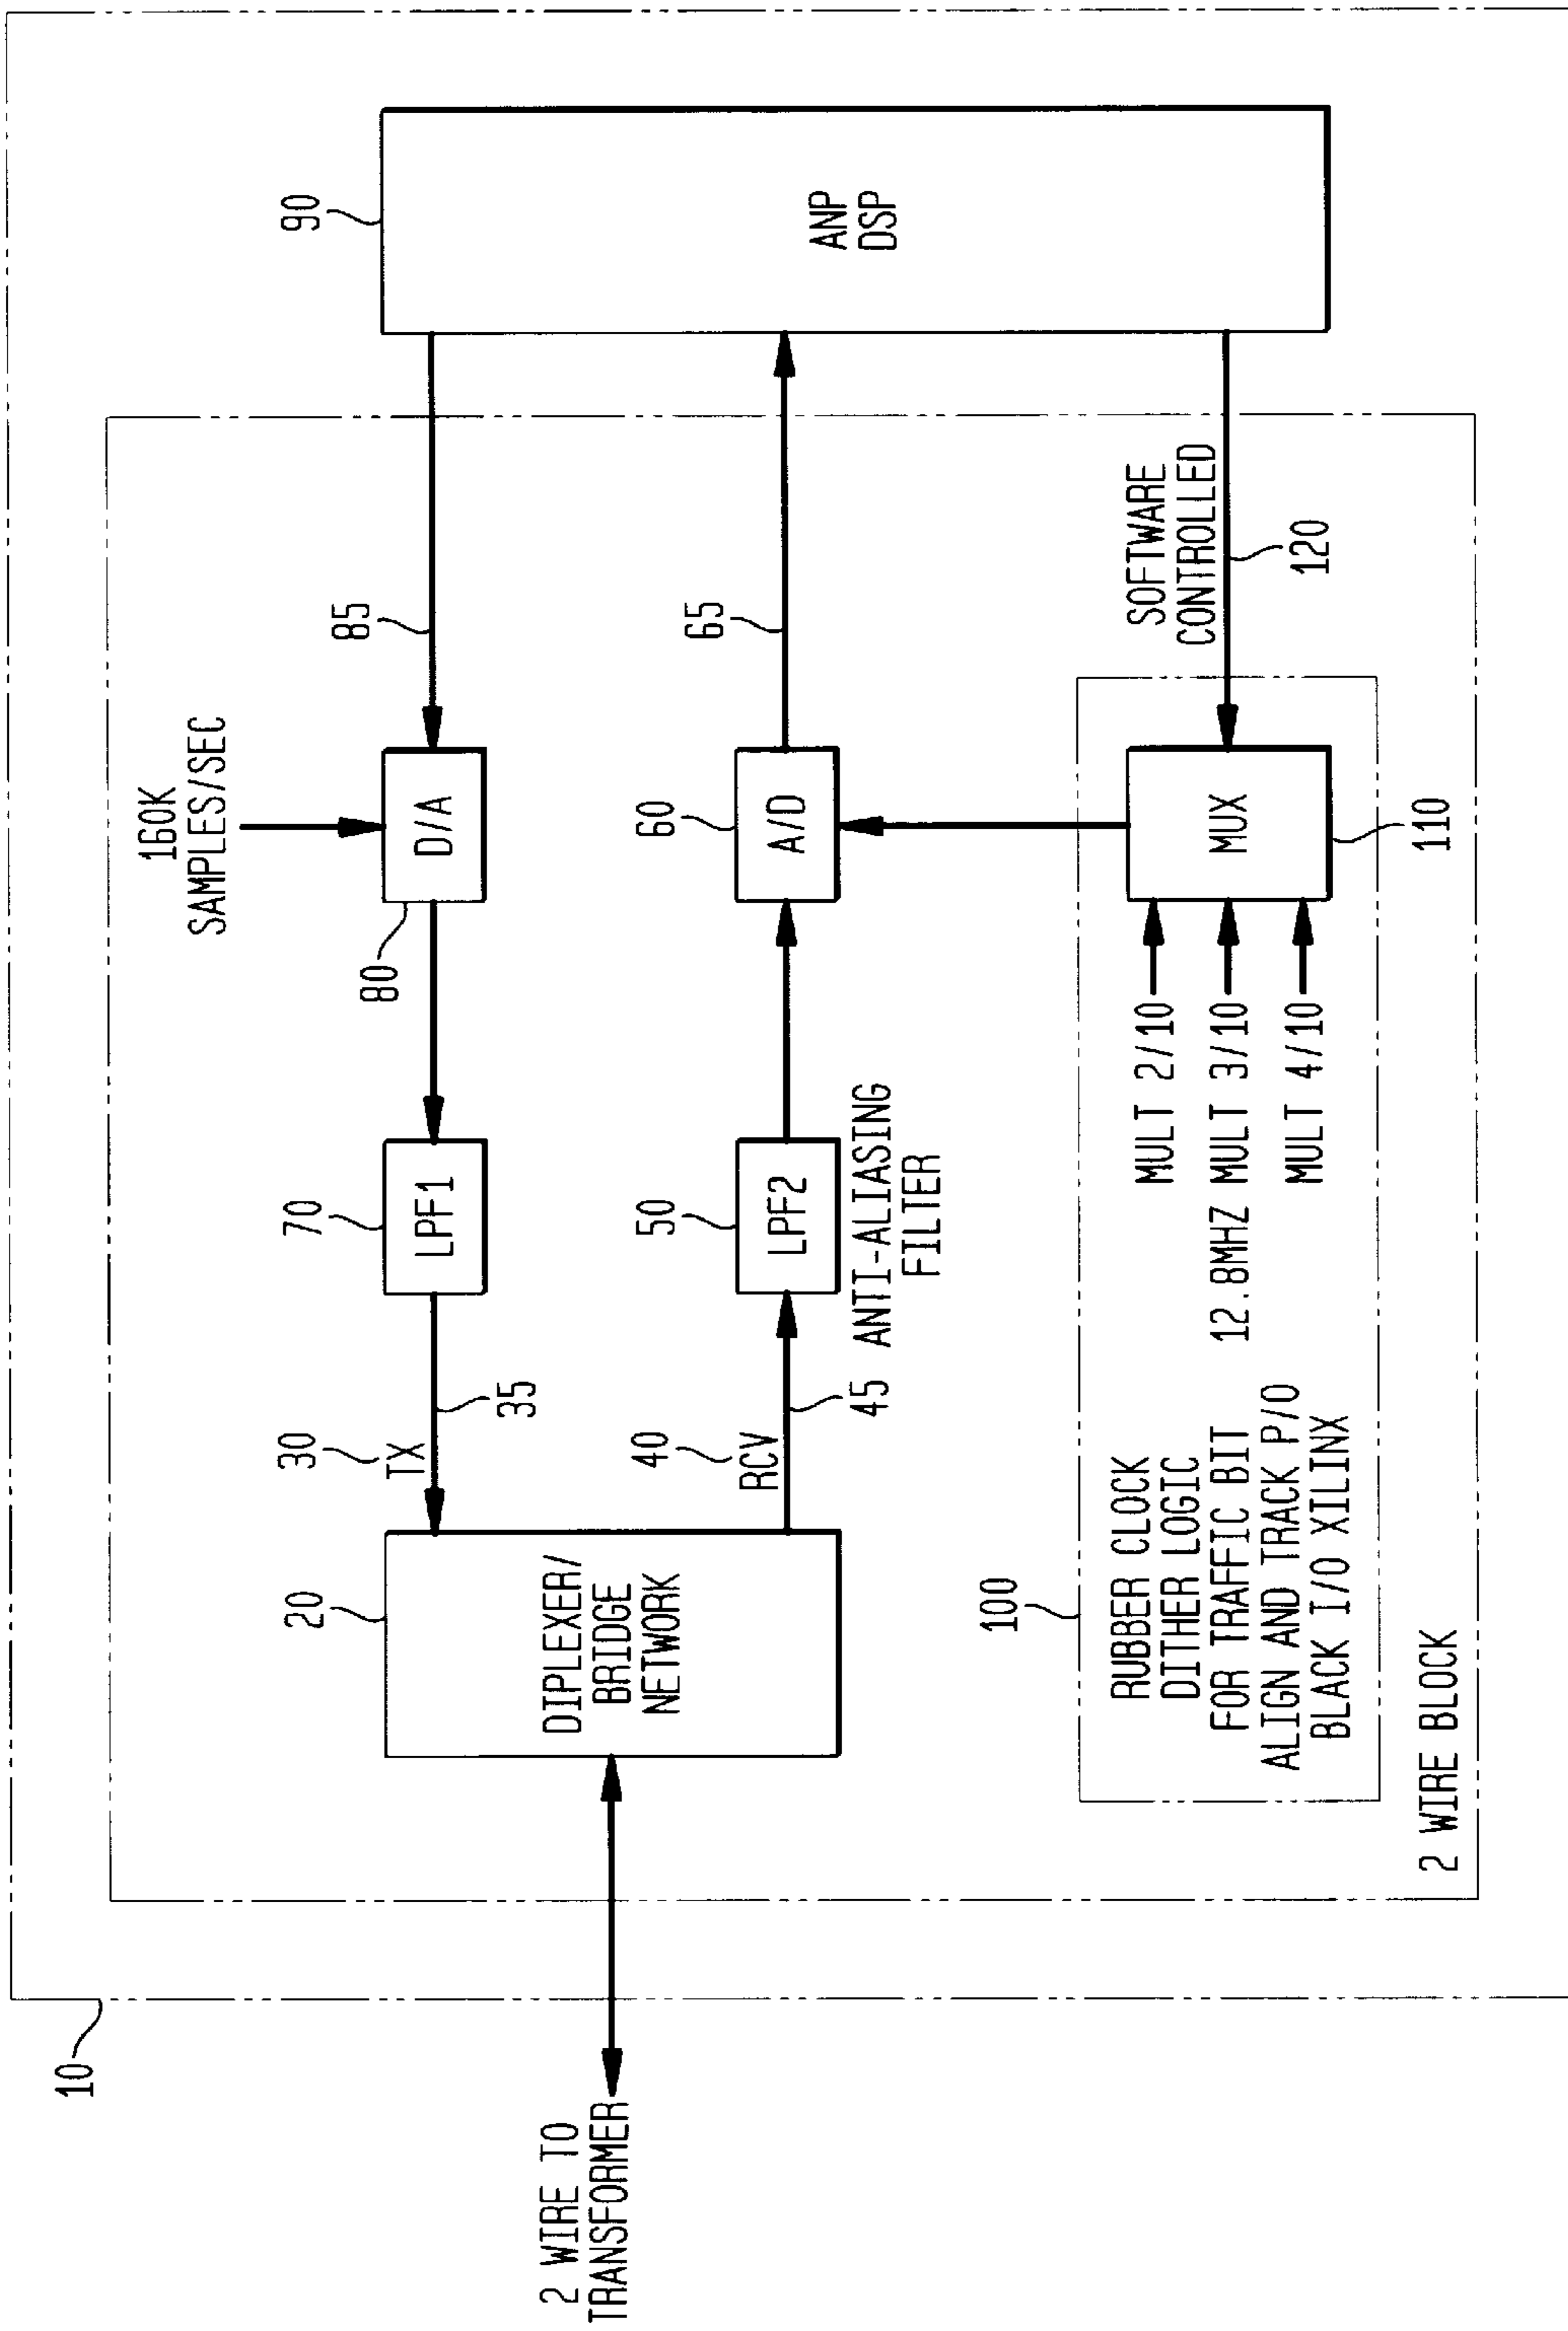 10
90
ANP
DSP
160K
SAMPLES/SEC
85
D/A
80
70
LPF1
30
TX
35
20
DIPLEXER/
BRIDGE
NETWORK
2 WIRE TO
TRANSFORMER
40
RCV
45
50
LPF2
ANTI-ALIASING
FILTER
60
A/D
65
SOFTWARE
CONTROLLED
120
MUX
110
MULT 2/10
12.8MHZ MULT 3/10
MULT 4/10
100
RUBBER CLOCK
DITHER LOGIC
FOR TRAFFIC BIT
ALIGN AND TRACK P/O
BLACK I/O XILINX
2 WIRE BLOCK